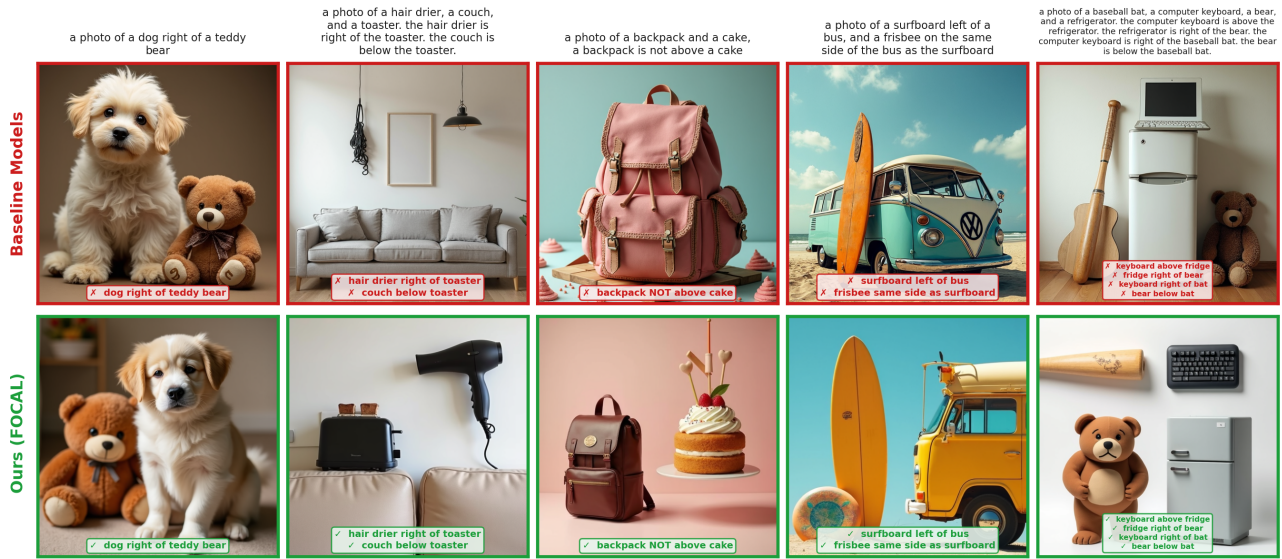 a photo of a dog right of a teddy
bear
a photo of a hair drier, a couch,
and a toaster. the hair drier is
right of the toaster. the couch is
below the toaster.
a photo of a backpack and a cake,
a backpack is not above a cake
a photo of a surfboard left of a
bus, and a frisbee on the same
side of the bus as the surfboard
a photo of a baseball bat, a computer keyboard, a bear,
and a refrigerator. the computer keyboard is above the
refrigerator. the refrigerator is right of the bear. the
computer keyboard is right of the baseball bat. the bear
is below the baseball bat.
Baseline Models
✗ dog right of teddy bear
✗ hair drier right of toaster
✗ couch below toaster
✗ backpack NOT above cake
✗ surfboard left of bus
✗ frisbee same side as surfboard
✗ keyboard above fridge
✗ fridge right of bear
✗ keyboard right of bat
✗ bear below bat
Ours (FOCAL)
✓ dog right of teddy bear
✓ hair drier right of toaster
✓ couch below toaster
✓ backpack NOT above cake
✓ surfboard left of bus
✓ frisbee same side as surfboard
✓ keyboard above fridge
✓ fridge right of bear
✓ keyboard right of bat
✓ bear below bat